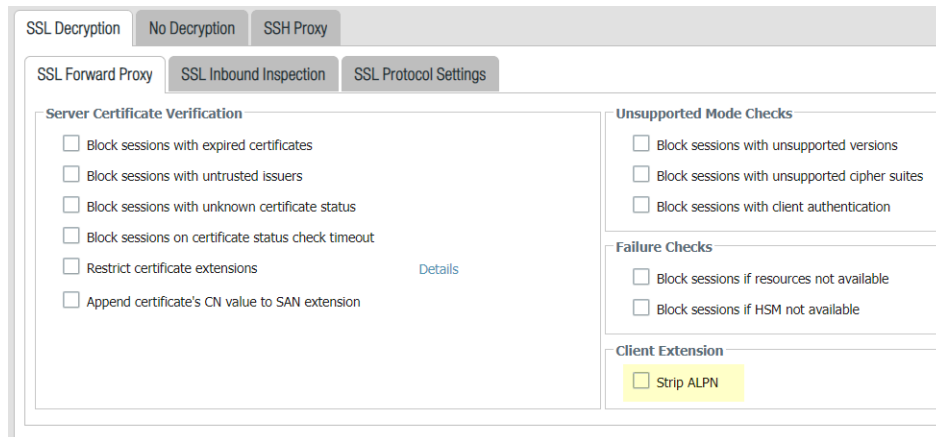 SSL Decryption No Decryption SSH Proxy
SSL Forward Proxy SSL Inbound Inspection SSL Protocol Settings
Server Certificate Verification
Block sessions with expired certificates
Block sessions with untrusted issuers
Block sessions with unknown certificate status
Block sessions on certificate status check timeout
Restrict certificate extensions Details
Append certificate's CN value to SAN extension
Unsupported Mode Checks
Block sessions with unsupported versions
Block sessions with unsupported cipher suites
Block sessions with client authentication
Failure Checks
Block sessions if resources not available
Block sessions if HSM not available
Client Extension
Strip ALPN